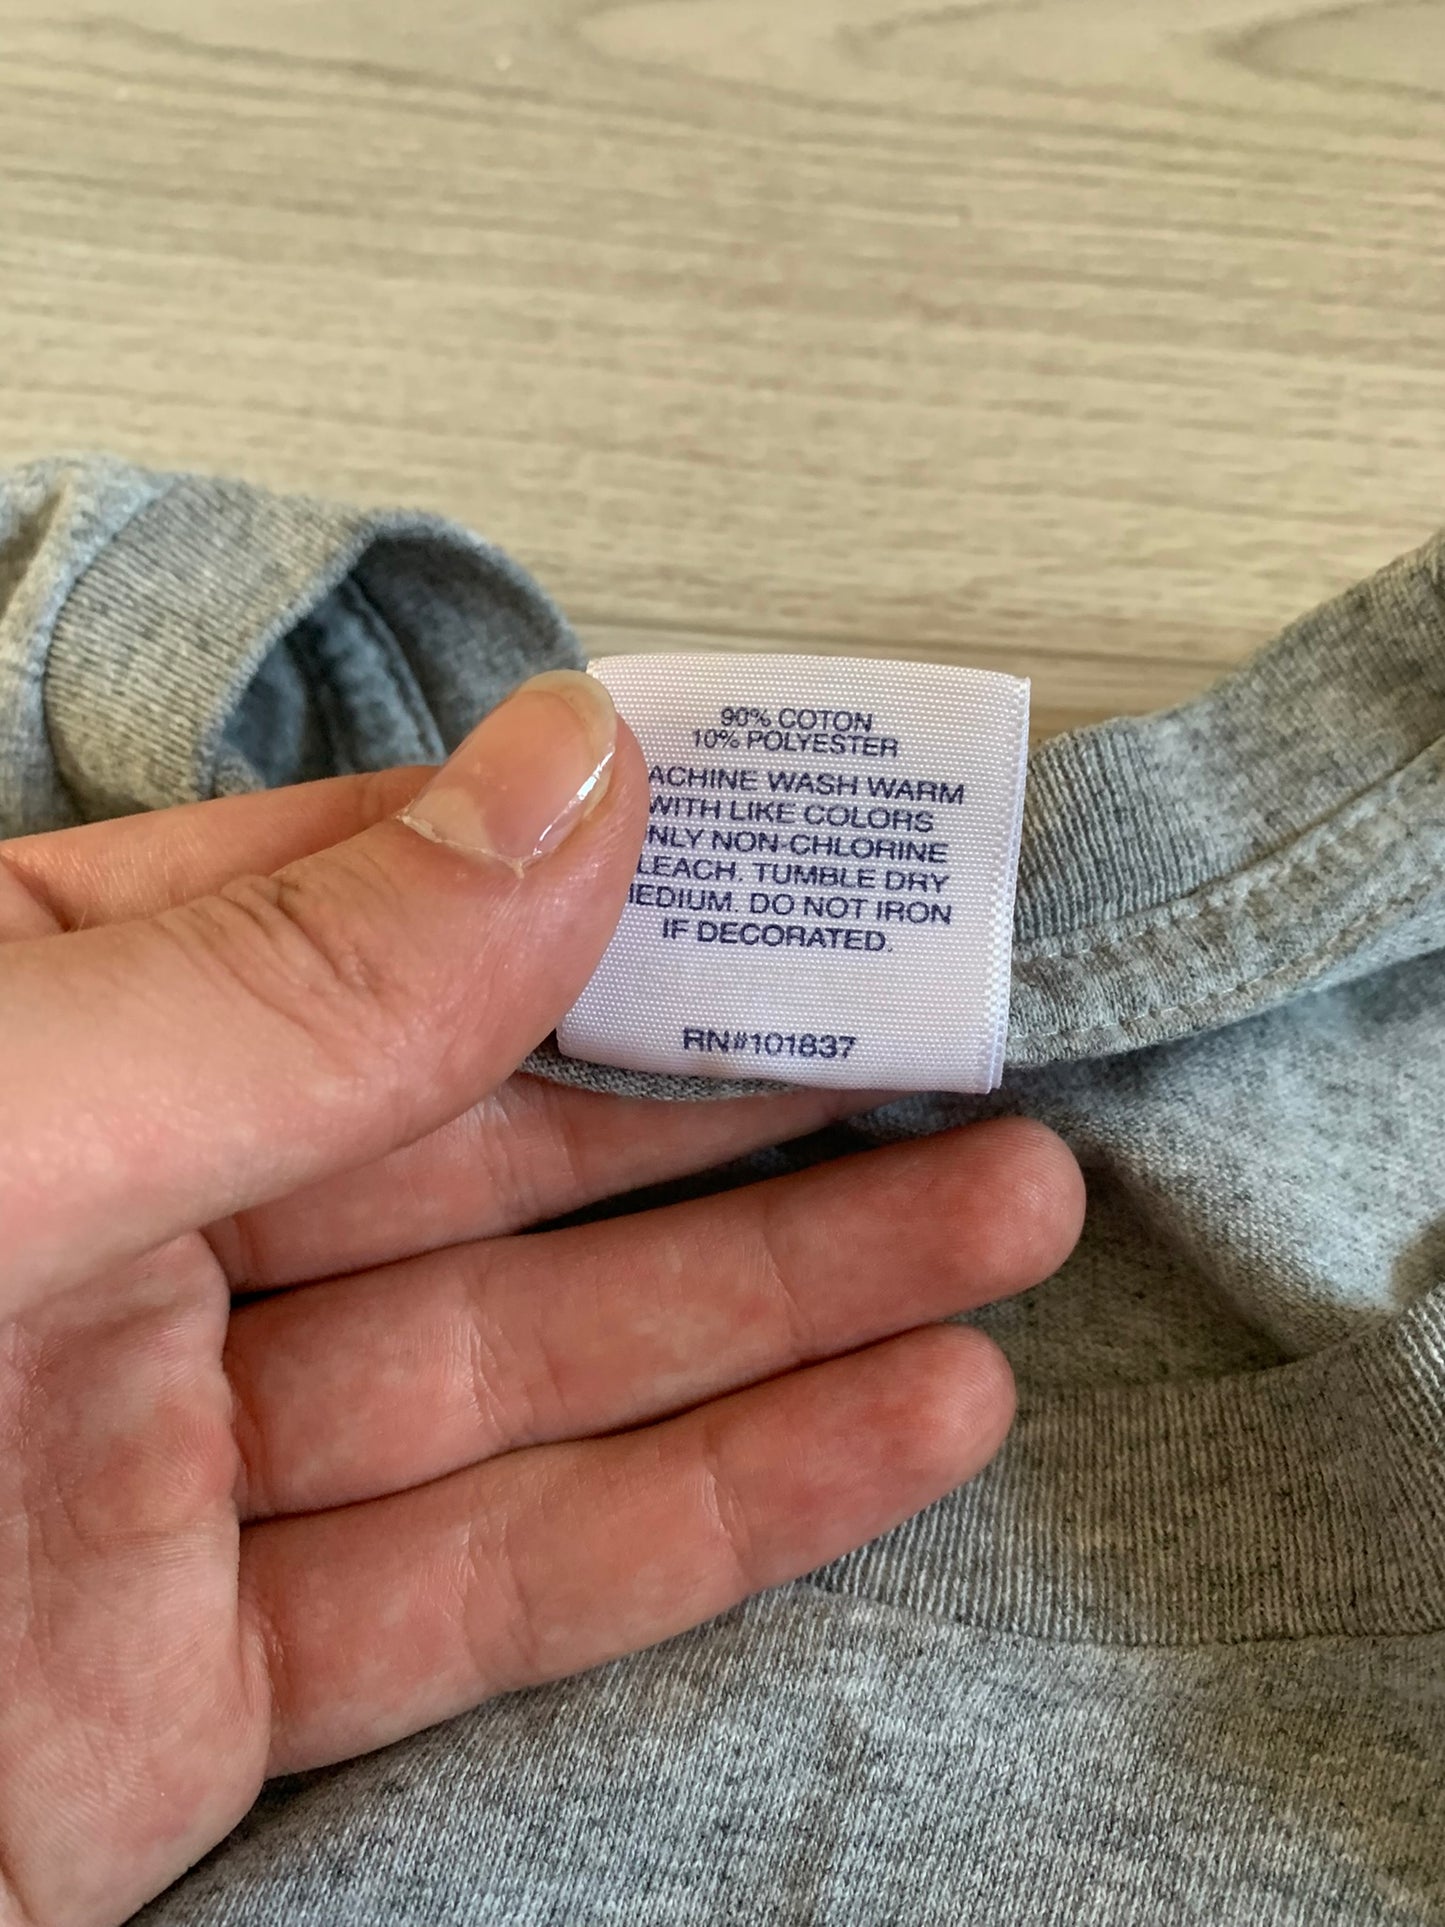 90% COTON
10% POLYESTER
ACHINE WASH WARM
WITH LIKE COLORS
NLY NON-CHLORINE
LEACH. TUMBLE DRY
EDIUM. DO NOT IRON
IF DECORATED.
RN#101837